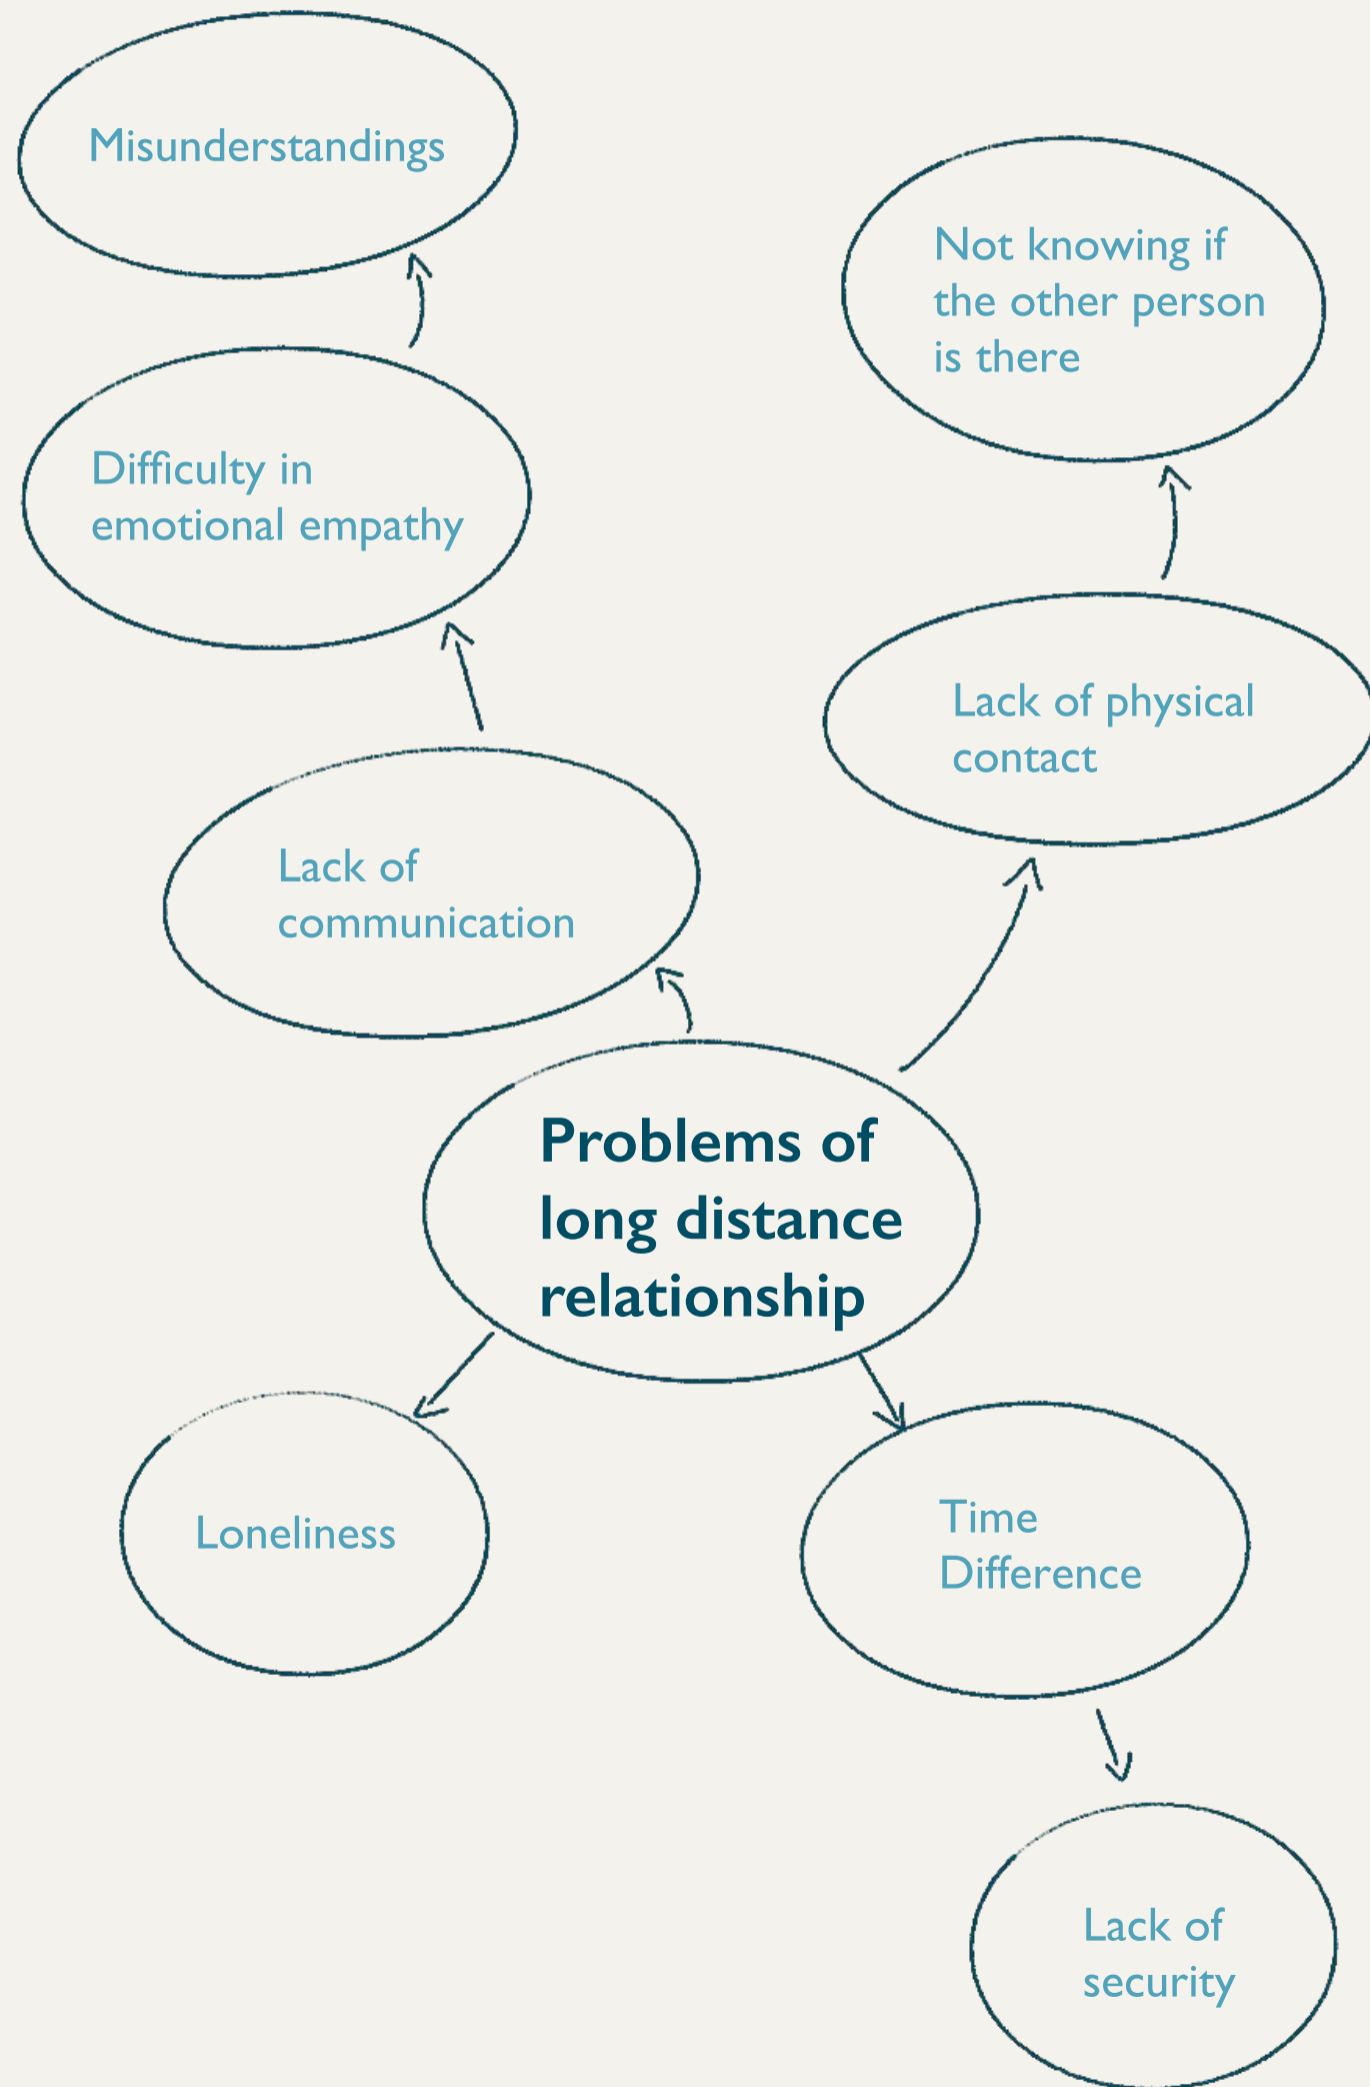 Misunderstandings
Not knowing if
the other person
is there
Difficulty in
emotional empathy
Lack of physical
contact
Lack of
communication
Problems of
long distance
relationship
Loneliness
Time
Difference
Lack of
security